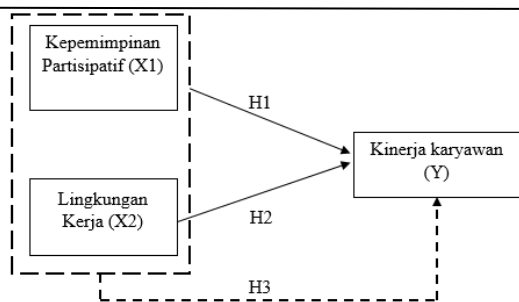 Kepemimpinan
Partisipatif (X1)
H1
Kinerja karyawan
(Y)
Lingkungan
Kerja (X2)
H2
H3